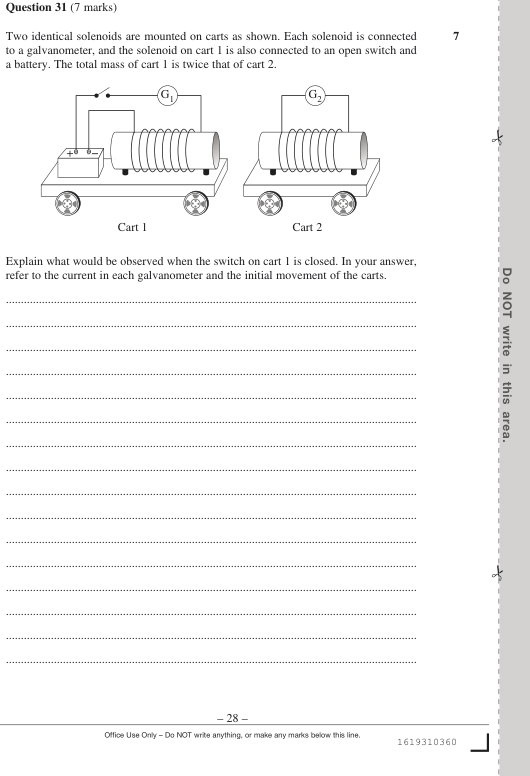 Question 31 (7 marks)
Two identical solenoids are mounted on carts as shown. Each solenoid is connected 7
to a galvanometer, and the solenoid on cart 1 is also connected to an open switch and
a battery. The total mass of cart 1 is twice that of cart 2.
G1 G2
+ –
Cart 1 Cart 2
Explain what would be observed when the switch on cart 1 is closed. In your answer,
refer to the current in each galvanometer and the initial movement of the carts.
Do NOT write in this area.
– 28 –
Office Use Only – Do NOT write anything, or make any marks below this line.
1619310360